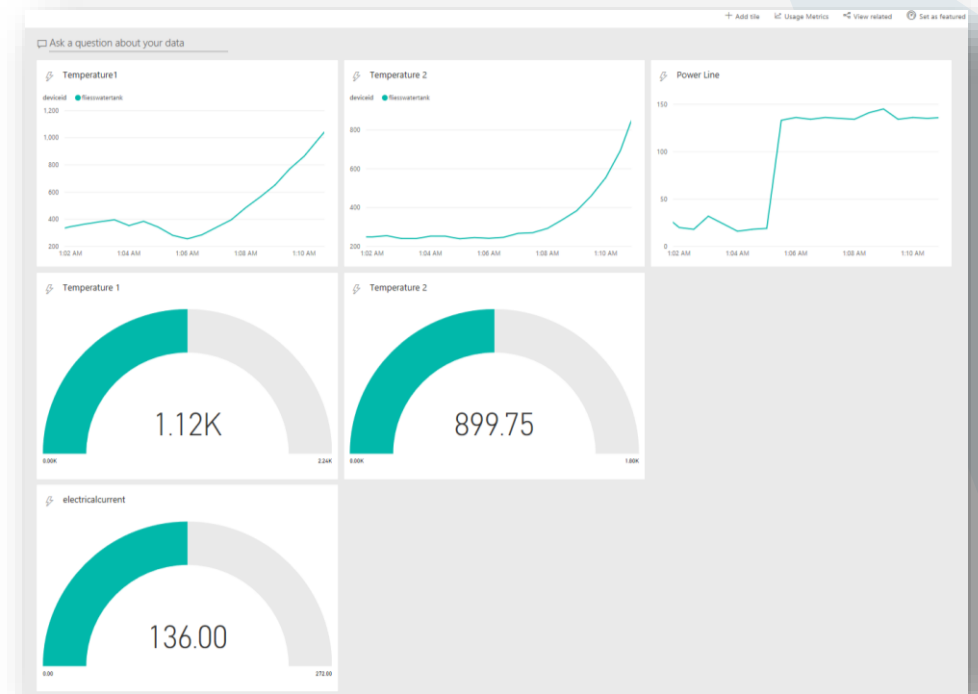 Add tile Usage Metrics View related Set as featured
Ask a question about your data
Temperature1
deviceid fliesswatertank
1,200
1,000
800
600
400
200
1:02 AM 1:04 AM 1:06 AM 1:08 AM 1:10 AM
Temperature 2
deviceid fliesswatertank
800
600
400
200
1:02 AM 1:04 AM 1:06 AM 1:08 AM 1:10 AM
Power Line
150
100
50
0
1:02 AM 1:04 AM 1:06 AM 1:08 AM 1:10 AM
Temperature 1
1.12K
0.00K 2.24K
Temperature 2
899.75
0.00K 1.80K
electricalcurrent
136.00
0.00 272.00